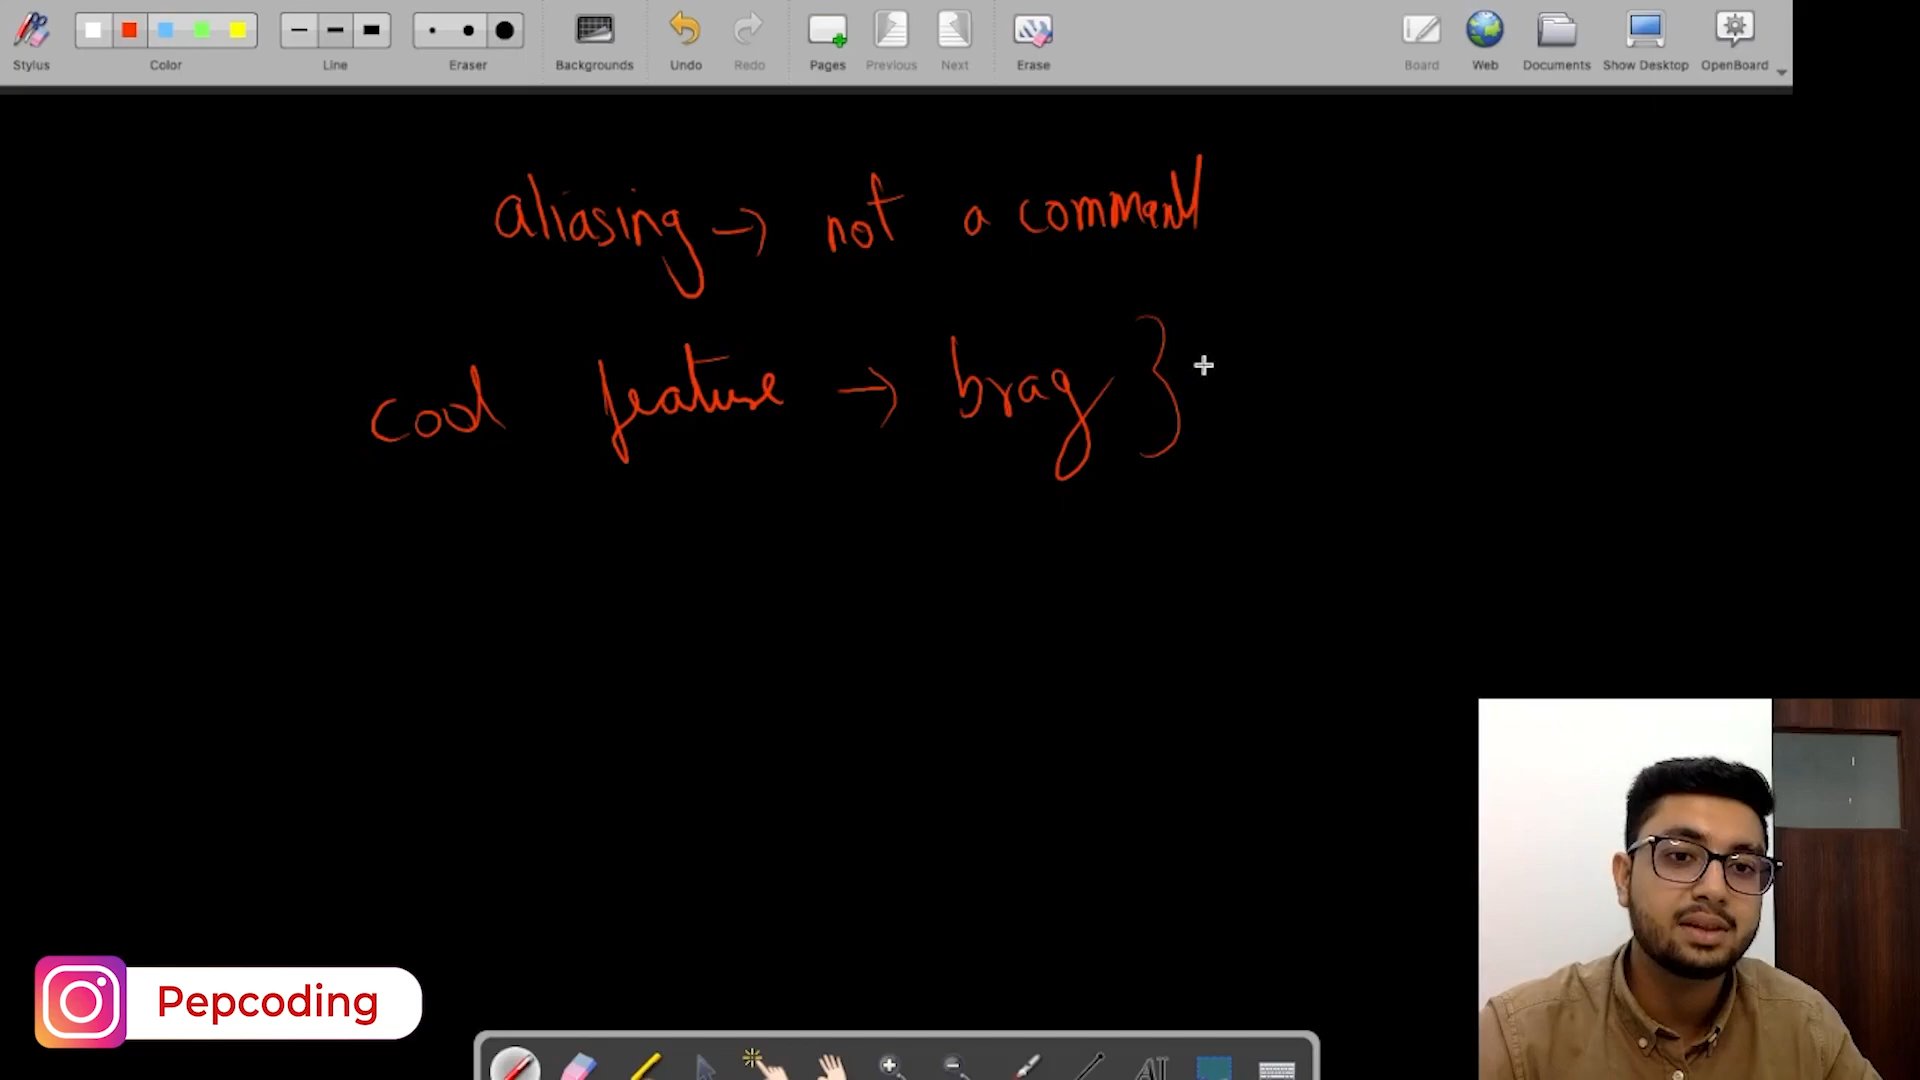 Stylus
Color
Line
Eraser
Backgrounds
Undo
Redo
Pages
Previous
Next
Erase
Board
Web
Documents
Show Desktop
OpenBoard
aliasing → not a command
cool feature → brag }
Pepcoding